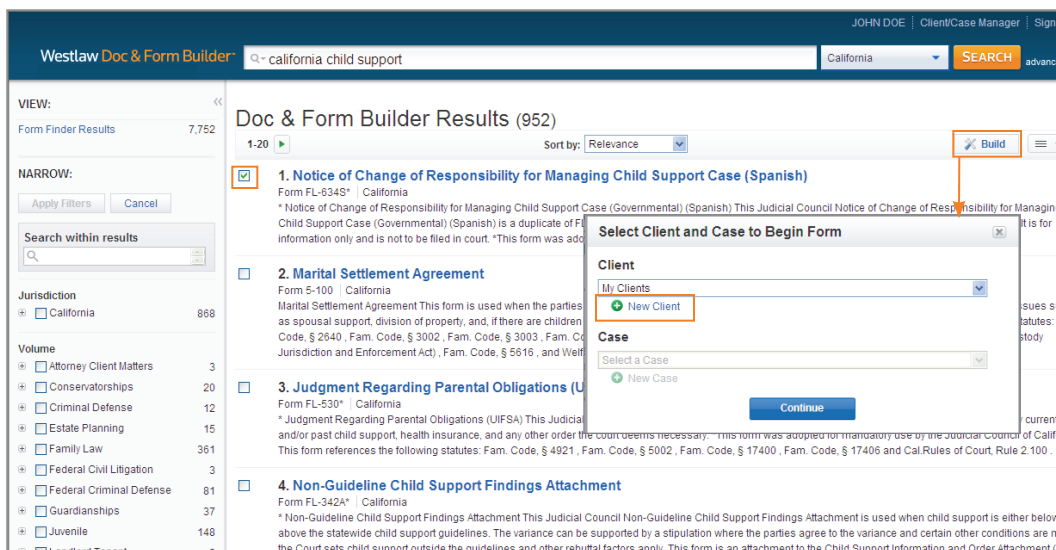 JOHN DOE Client/Case Manager Sign
Westlaw Doc & Form Builder™
california child support
California
SEARCH
advanc
VIEW:
Form Finder Results 7,752
NARROW:
Apply Filters Cancel
Search within results
Jurisdiction
California 868
Volume
Attorney Client Matters 3
Conservatorships 20
Criminal Defense 12
Estate Planning 15
Family Law 361
Federal Civil Litigation 3
Federal Criminal Defense 81
Guardianships 37
Juvenile 148
Doc & Form Builder Results (952)
1-20
Sort by: Relevance
Build
1. Notice of Change of Responsibility for Managing Child Support Case (Spanish)
Form FL-634S* California
* Notice of Change of Responsibility for Managing Child Support Case (Governmental) (Spanish) This Judicial Council Notice of Change of Responsibility for Managin
Child Support Case (Governmental) (Spanish) is a duplicate of FL It is for
information only and is not to be filed in court. *This form was ado
2. Marital Settlement Agreement
Form 5-100 California
Marital Settlement Agreement This form is used when the parties ssues s
as spousal support, division of property, and, if there are children tatutes:
Code, § 2640 , Fam. Code, § 3002 , Fam. Code, § 3003 , Fam. Co stody
Jurisdiction and Enforcement Act) , Fam. Code, § 5616 , and Welf
3. Judgment Regarding Parental Obligations (U
Form FL-530* California
* Judgment Regarding Parental Obligations (UIFSA) This Judicial y current
and/or past child support, health insurance, and any other order the court deems necessary. *This form was adopted for mandatory use by the Judicial Council of Calif
This form references the following statutes: Fam. Code, § 4921 , Fam. Code, § 5002 , Fam. Code, § 17400 , Fam. Code, § 17406 and Cal.Rules of Court, Rule 2.100 .
4. Non-Guideline Child Support Findings Attachment
Form FL-342A* California
* Non-Guideline Child Support Findings Attachment This Judicial Council Non-Guideline Child Support Findings Attachment is used when child support is either below
above the statewide child support guidelines. The variance can be supported by a stipulation where the parties agree to the variance and certain other conditions are m
the Court sets child support outside the guidelines and other rebuttal factors apply. This form is an attachment to the Child Support Information and Order Attachment (
Select Client and Case to Begin Form
Client
My Clients
New Client
Case
Select a Case
New Case
Continue